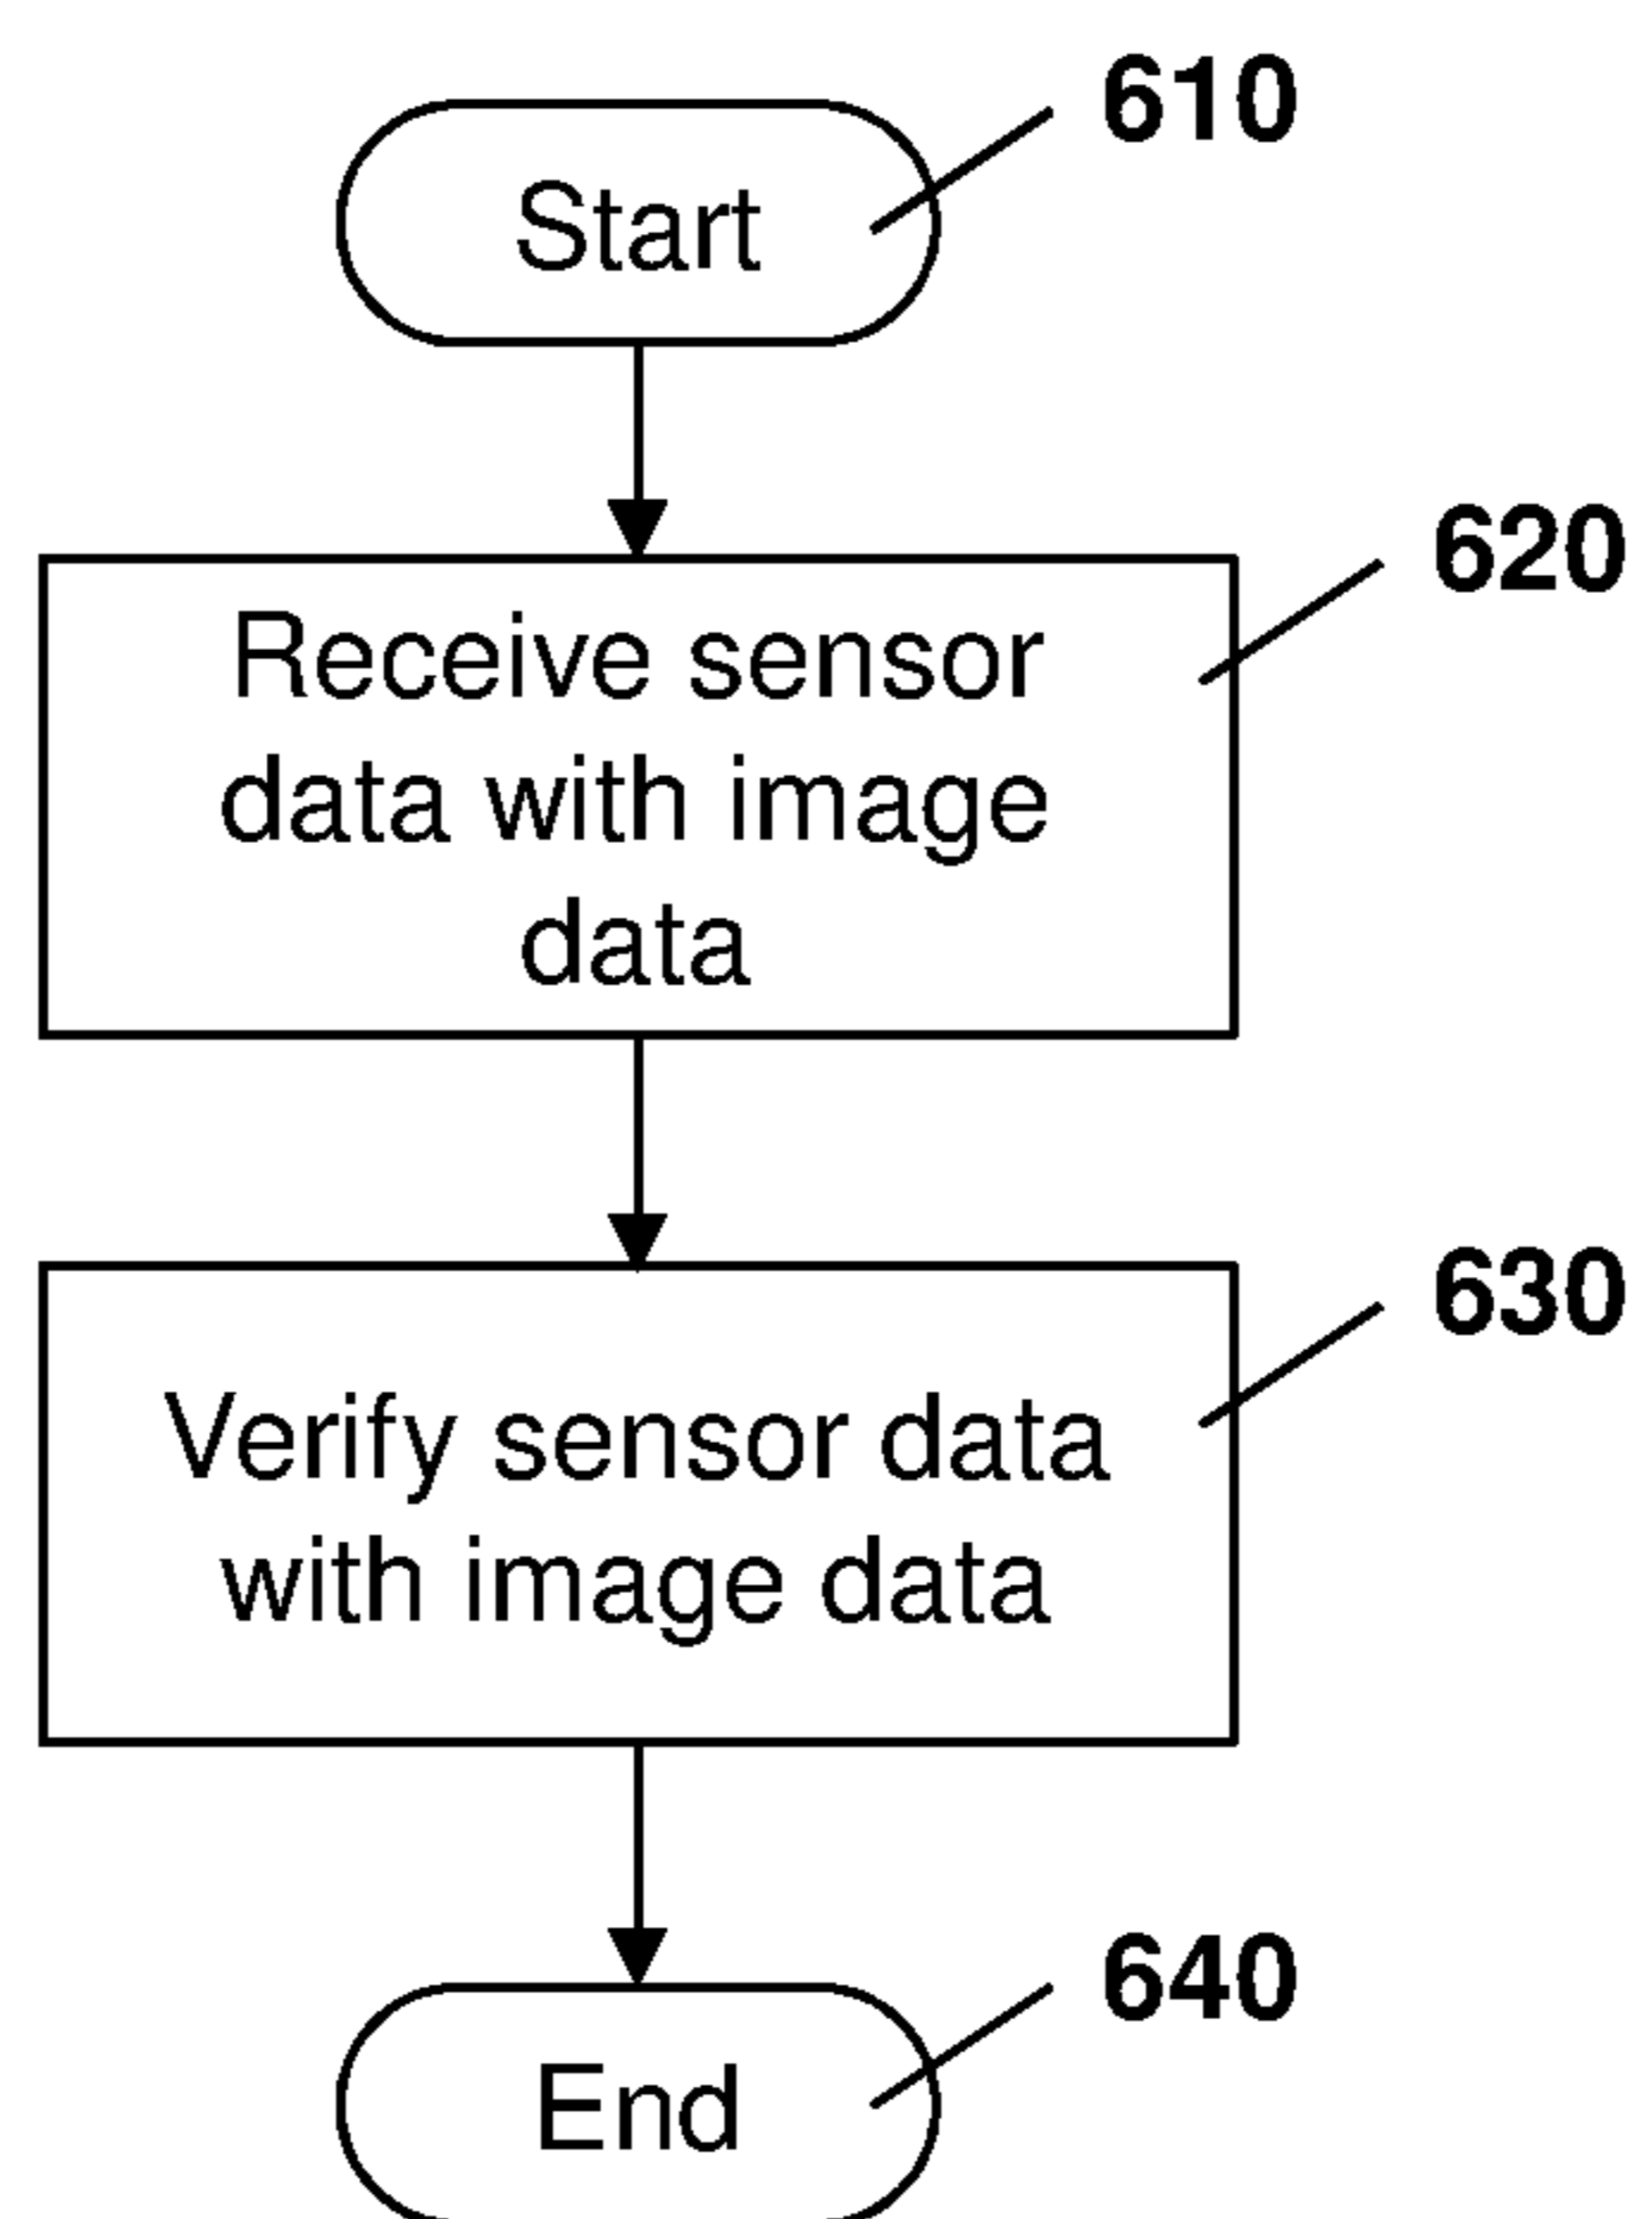 610
Start
620
Receive sensor
data with image
data
630
Verify sensor data
with image data
640
End